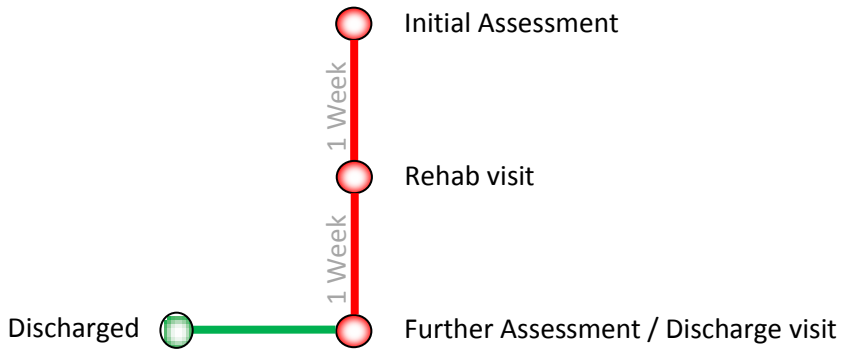 Initial Assessment
1 Week
Rehab visit
1 Week
Discharged
Further Assessment / Discharge visit